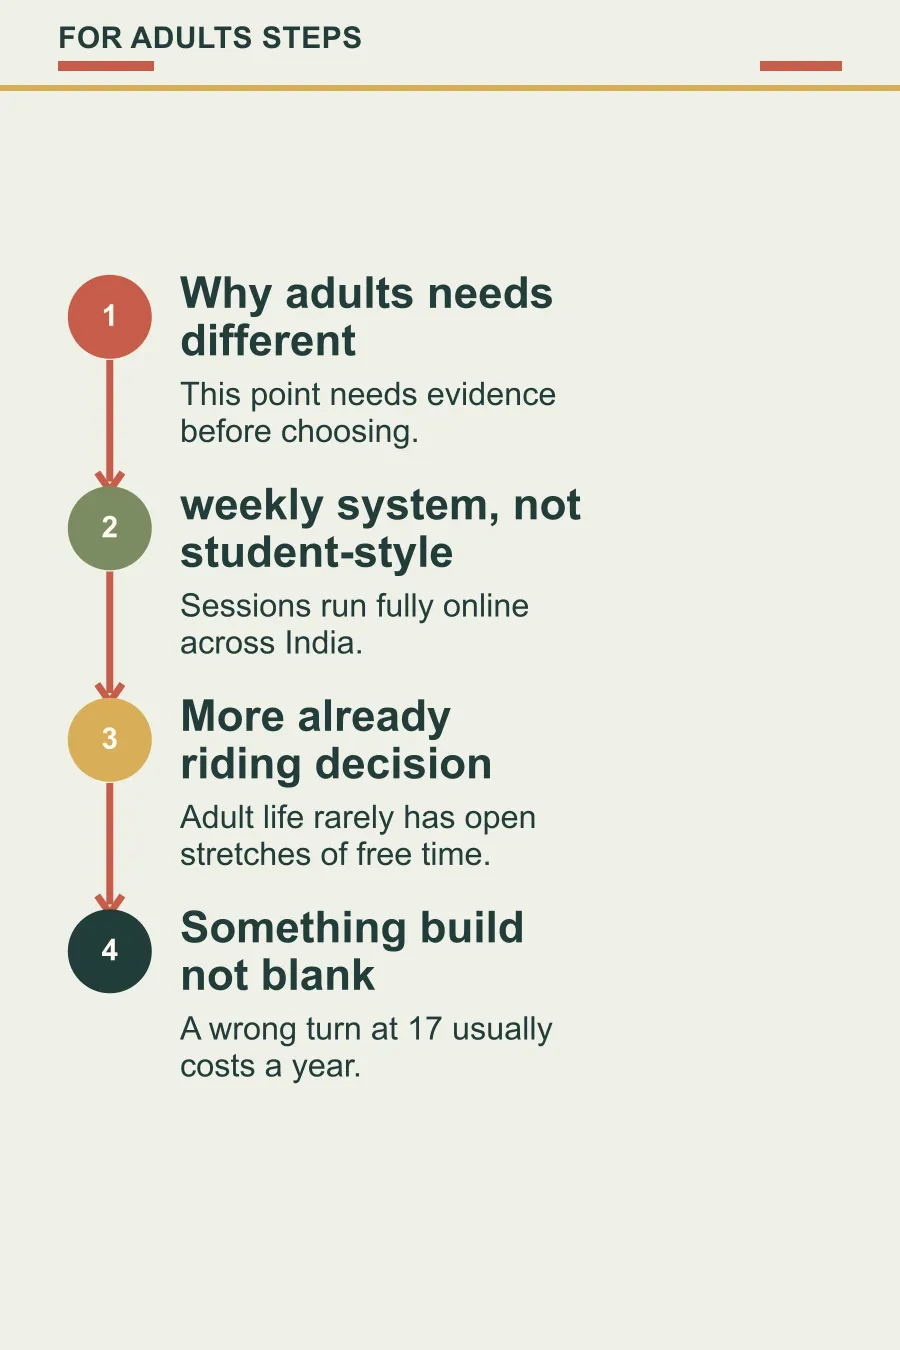 FOR ADULTS STEPS
1
Why adults needs
different
This point needs evidence
before choosing.
2
weekly system, not
student-style
Sessions run fully online
across India.
3
More already
riding decision
Adult life rarely has open
stretches of free time.
4
Something build
not blank
A wrong turn at 17 usually
costs a year.